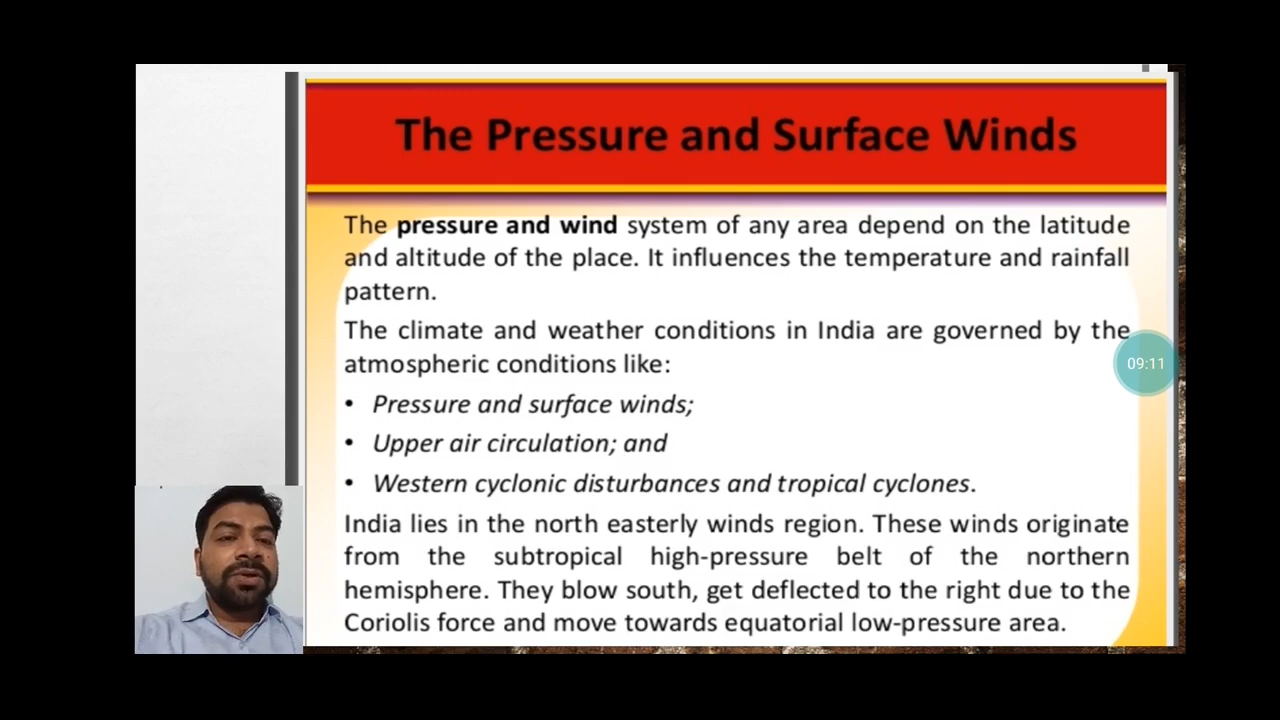 The Pressure and Surface Winds
The pressure and wind system of any area depend on the latitude
and altitude of the place. It influences the temperature and rainfall
pattern.
The climate and weather conditions in India are governed by the
atmospheric conditions like:
• Pressure and surface winds;
• Upper air circulation; and
• Western cyclonic disturbances and tropical cyclones.
India lies in the north easterly winds region. These winds originate
from the subtropical high-pressure belt of the northern
hemisphere. They blow south, get deflected to the right due to the
Coriolis force and move towards equatorial low-pressure area.
09:11